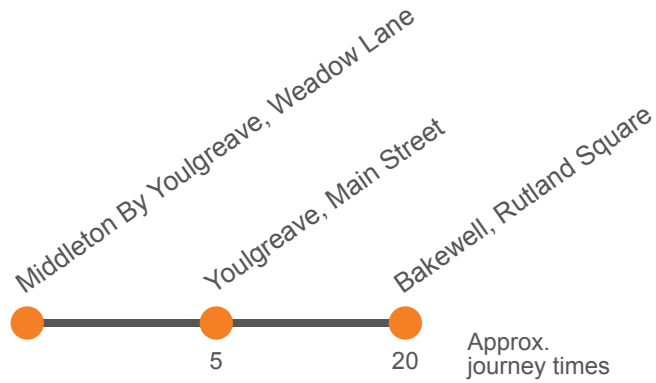 Middleton By Youlgreave, Weadow Lane
Youlgreave, Main Street
Bakewell, Rutland Square
5
20
Approx.
journey times